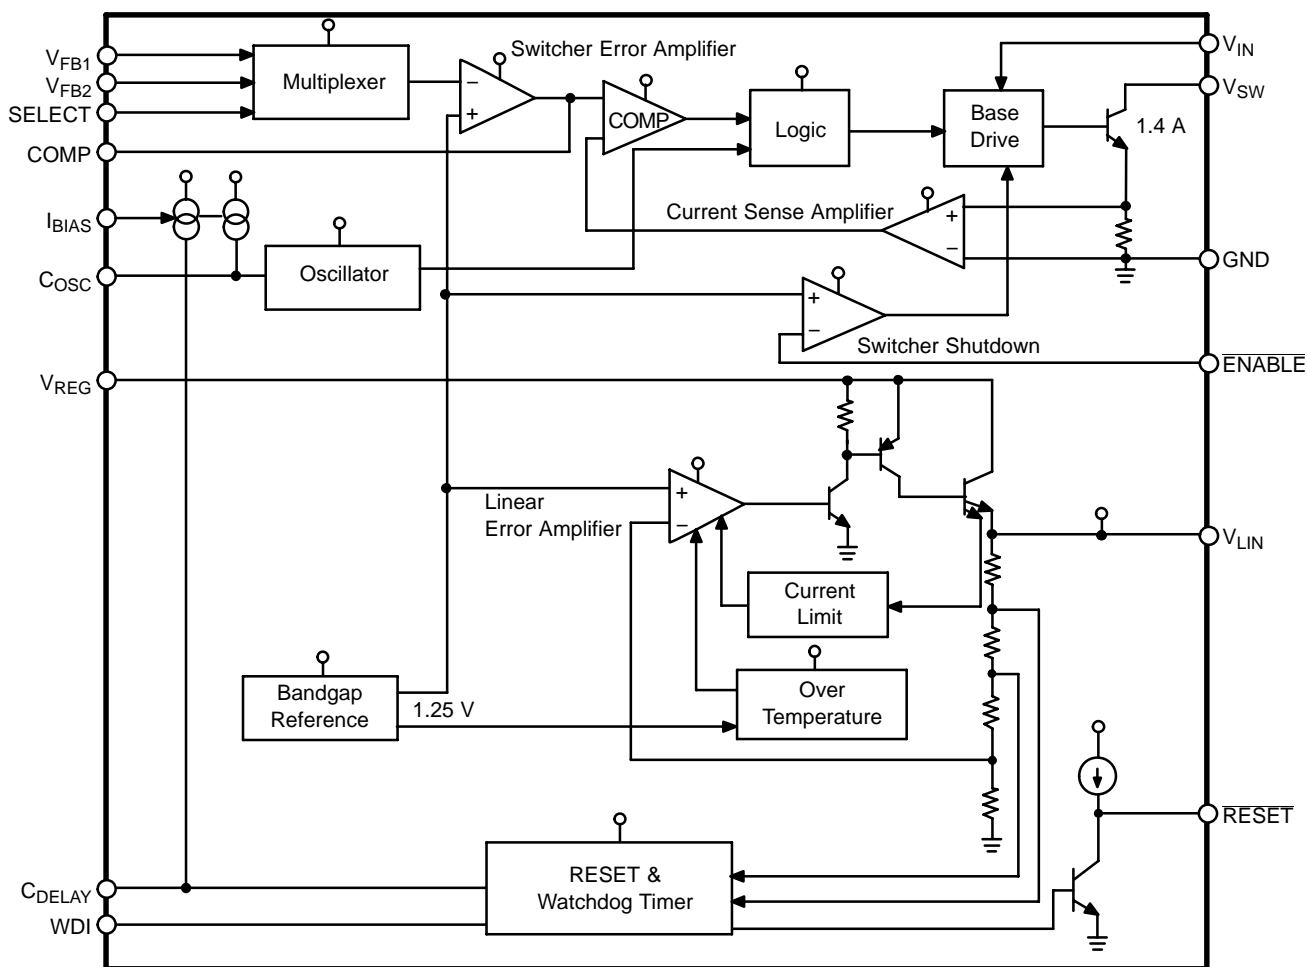 V_FB1
V_FB2
SELECT
COMP
I_BIAS
C_OSC
V_REG
C_DELAY
WDI
Multiplexer
−
+
Switcher Error Amplifier
COMP
Logic
Base
Drive
1.4 A
V_IN
V_SW
Current Sense Amplifier
+
−
GND
Oscillator
+
−
Switcher Shutdown
ENABLE
Linear
Error Amplifier
+
−
V_LIN
Current
Limit
Bandgap
Reference
1.25 V
Over
Temperature
RESET
RESET &
Watchdog Timer